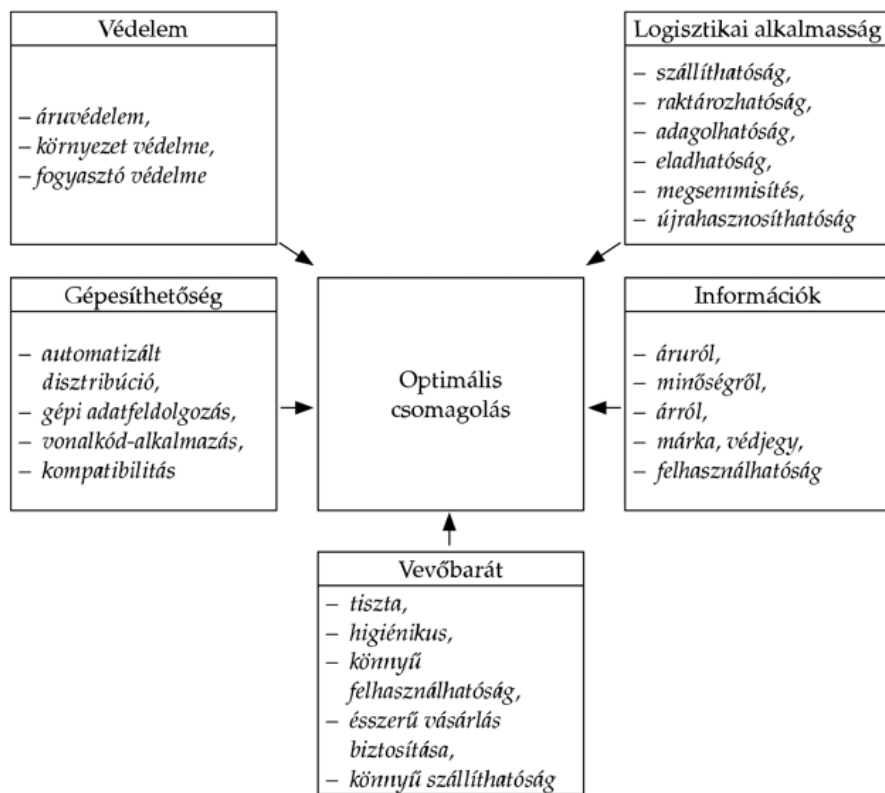 Védelem
– áruvédelem,
– környezet védelme,
– fogyasztó védelme
Logisztikai alkalmasság
– szállíthatóság,
– raktározhatóság,
– adagolhatóság,
– eladhatóság,
– megsemmisítés,
– újrahasznosíthatóság
Gépesíthetőség
– automatizált
disztribúció,
– gépi adatfeldolgozás,
– vonalkód-alkalmazás,
– kompatibilitás
Optimális
csomagolás
Információk
– áruról,
– minőségről,
– árról,
– márka, védjegy,
– felhasználhatóság
Vevőbarát
– tiszta,
– higiénikus,
– könnyű
felhasználhatóság,
– ésszerű vásárlás
biztosítása,
– könnyű szállíthatóság